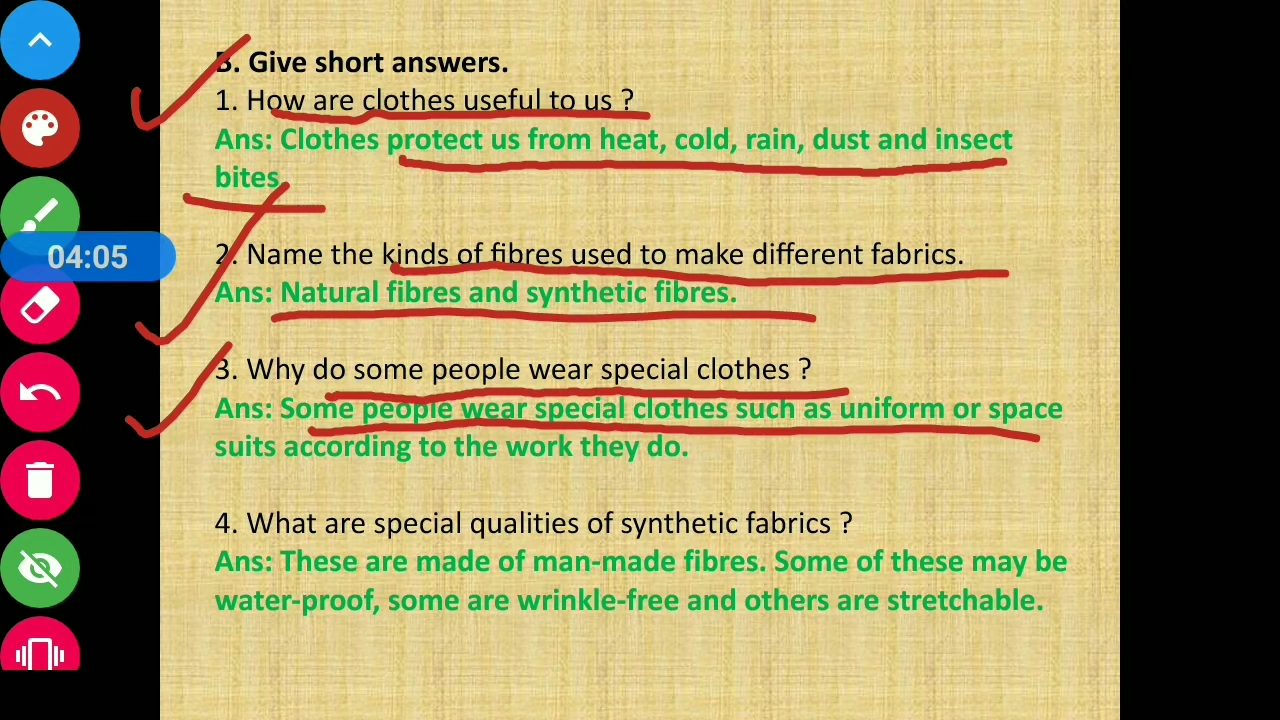 B. Give short answers.
1. How are clothes useful to us ?
Ans: Clothes protect us from heat, cold, rain, dust and insect
bites.
04:05
2. Name the kinds of fibres used to make different fabrics.
Ans: Natural fibres and synthetic fibres.
3. Why do some people wear special clothes ?
Ans: Some people wear special clothes such as uniform or space
suits according to the work they do.
4. What are special qualities of synthetic fabrics ?
Ans: These are made of man-made fibres. Some of these may be
water-proof, some are wrinkle-free and others are stretchable.